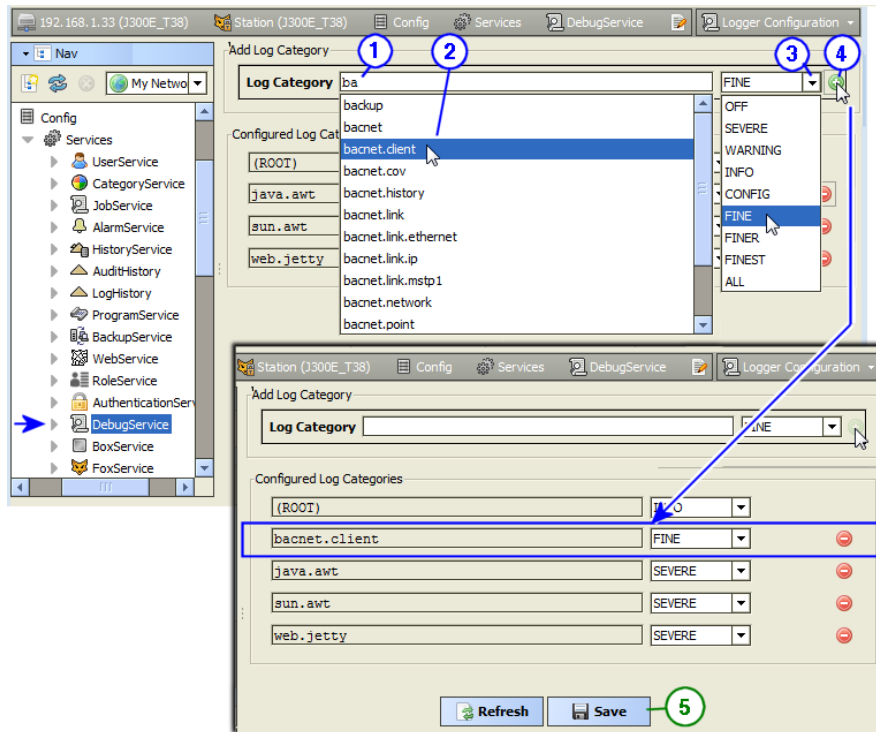 192.168.1.33 (J300E_T38) Station (J300E_T38) Config Services DebugService Logger Configuration
Nav
My Netwo
Config
Services
UserService
CategoryService
JobService
AlarmService
HistoryService
AuditHistory
LogHistory
ProgramService
BackupService
WebService
RoleService
AuthenticationServ
DebugService
BoxService
FoxService
Add Log Category
1
2
3
4
Log Category ba FINE
backup
bacnet
bacnet.client
bacnet.cov
bacnet.history
bacnet.link
bacnet.link.ethernet
bacnet.link.ip
bacnet.link.mstp1
bacnet.network
bacnet.point
OFF
SEVERE
WARNING
INFO
CONFIG
FINE
FINER
FINEST
ALL
Configured Log Cat
(ROOT)
java.awt
sun.awt
web.jetty
Station (J300E_T38) Config Services DebugService Logger Configuration
Add Log Category
Log Category FINE
Configured Log Categories
(ROOT) INFO
bacnet.client FINE
java.awt SEVERE
sun.awt SEVERE
web.jetty SEVERE
Refresh Save 5